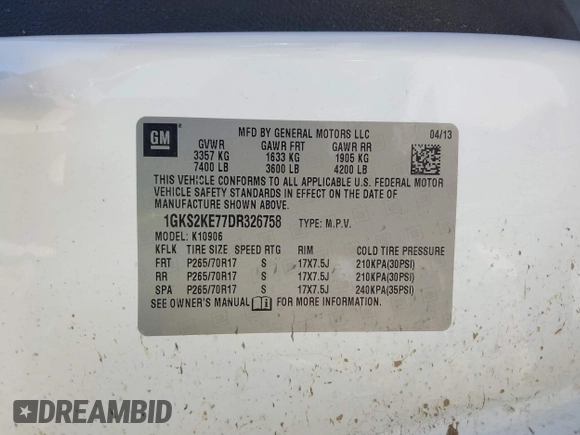 GM
MFD BY GENERAL MOTORS LLC 04/13
GVWR GAWR FRT GAWR RR
3357 KG 1633 KG 1905 KG
7400 LB 3600 LB 4200 LB
THIS VEHICLE CONFORMS TO ALL APPLICABLE U.S. FEDERAL MOTOR
VEHICLE SAFETY STANDARDS IN EFFECT ON THE DATE OF
MANUFACTURE SHOWN ABOVE.
1GKS2KE77DR326758 TYPE: M.P.V.
MODEL: K10906
KFLK TIRE SIZE SPEED RTG RIM COLD TIRE PRESSURE
FRT P265/70R17 S 17X7.5J 210KPA(30PSI)
RR P265/70R17 S 17X7.5J 210KPA(30PSI)
SPA P265/70R17 S 17X7.5J 240KPA(35PSI)
SEE OWNER'S MANUAL FOR MORE INFORMATION.
DREAMBID